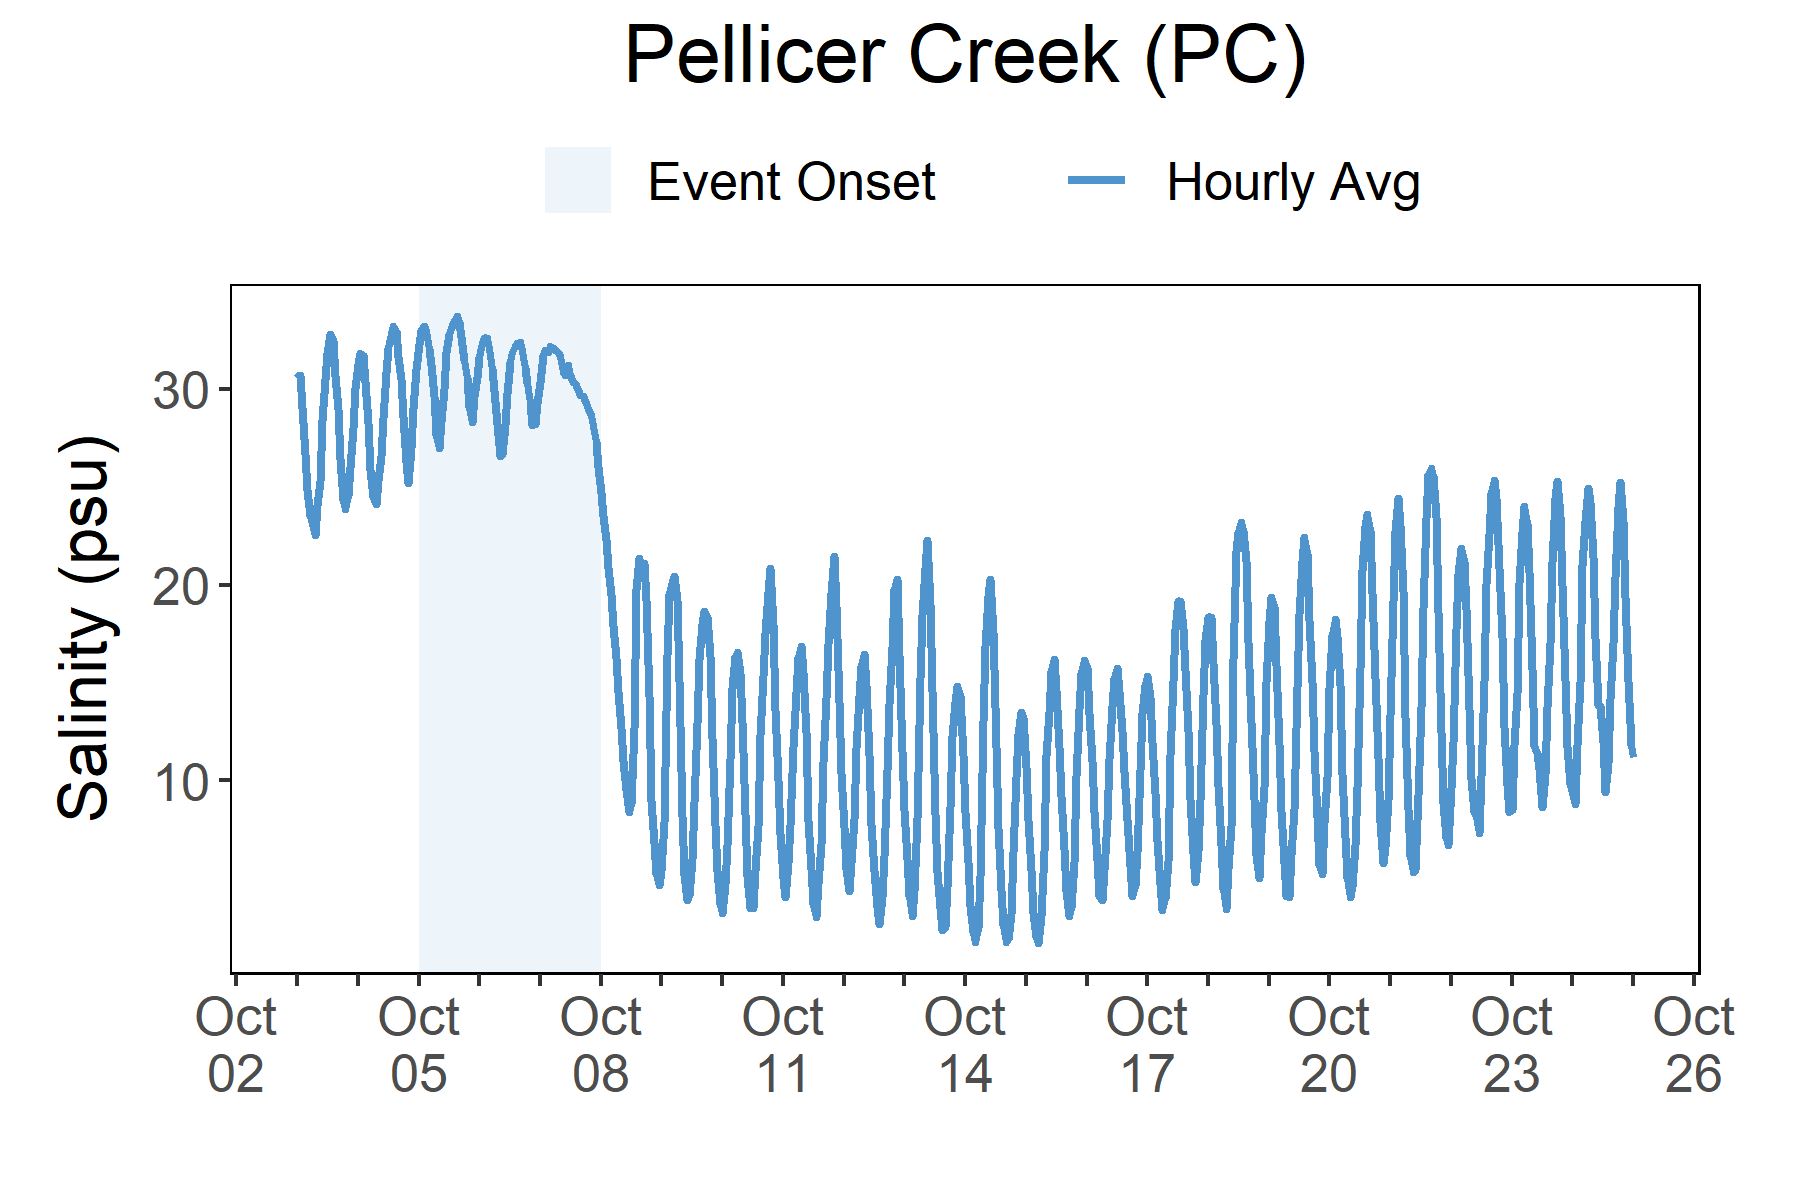 Pellicer Creek (PC)
Event Onset
Hourly Avg
Salinity (psu)
30
20
10
Oct 02
Oct 05
Oct 08
Oct 11
Oct 14
Oct 17
Oct 20
Oct 23
Oct 26